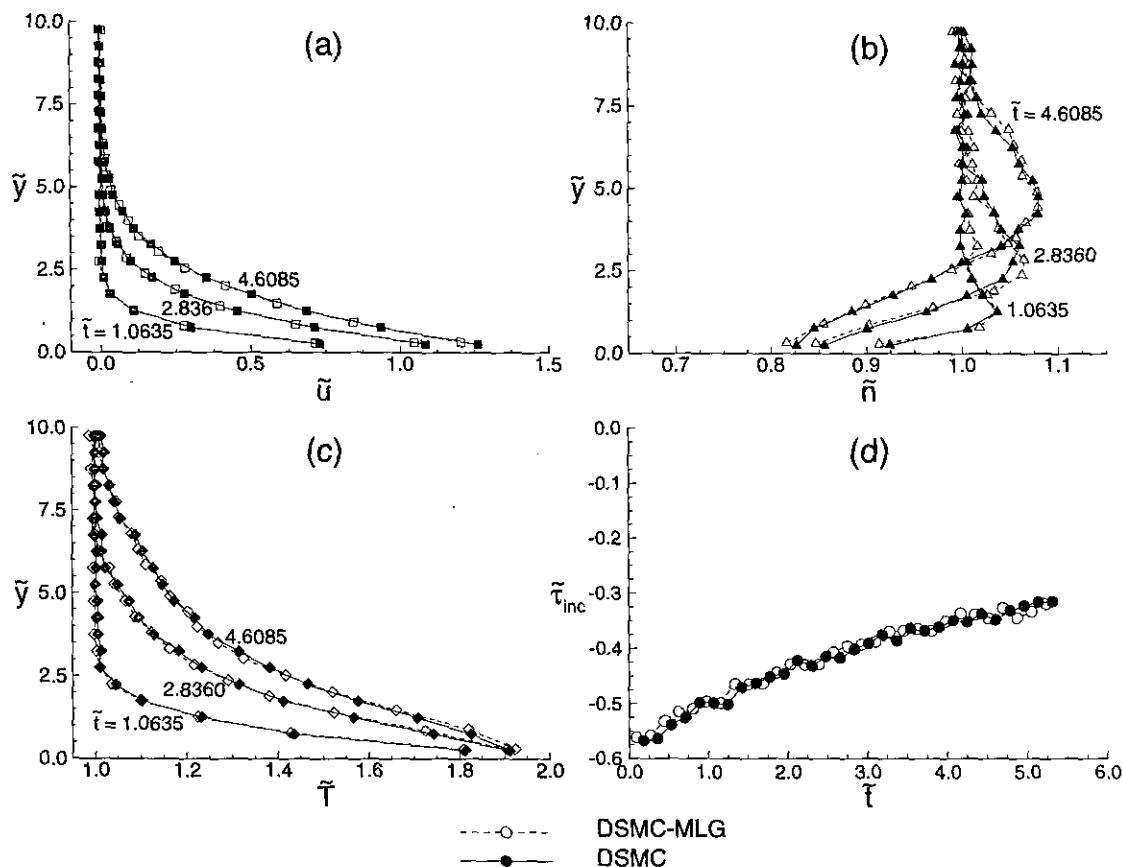 (a)
10.0
7.5
5.0
2.5
0.0
ỹ
4.6085
2.836
t̃ = 1.0635
0.0 0.5 1.0 1.5
ũ
(b)
10.0
7.5
5.0
2.5
0.0
ỹ
t̃ = 4.6085
2.8360
1.0635
0.7 0.8 0.9 1.0 1.1
ñ
(c)
10.0
7.5
5.0
2.5
0.0
ỹ
4.6085
2.8360
t̃ = 1.0635
1.0 1.2 1.4 1.6 1.8 2.0
T̃
(d)
0.0
-0.1
-0.2
-0.3
-0.4
-0.5
-0.6
τ̃inc
0.0 1.0 2.0 3.0 4.0 5.0 6.0
t̃
DSMC-MLG
DSMC